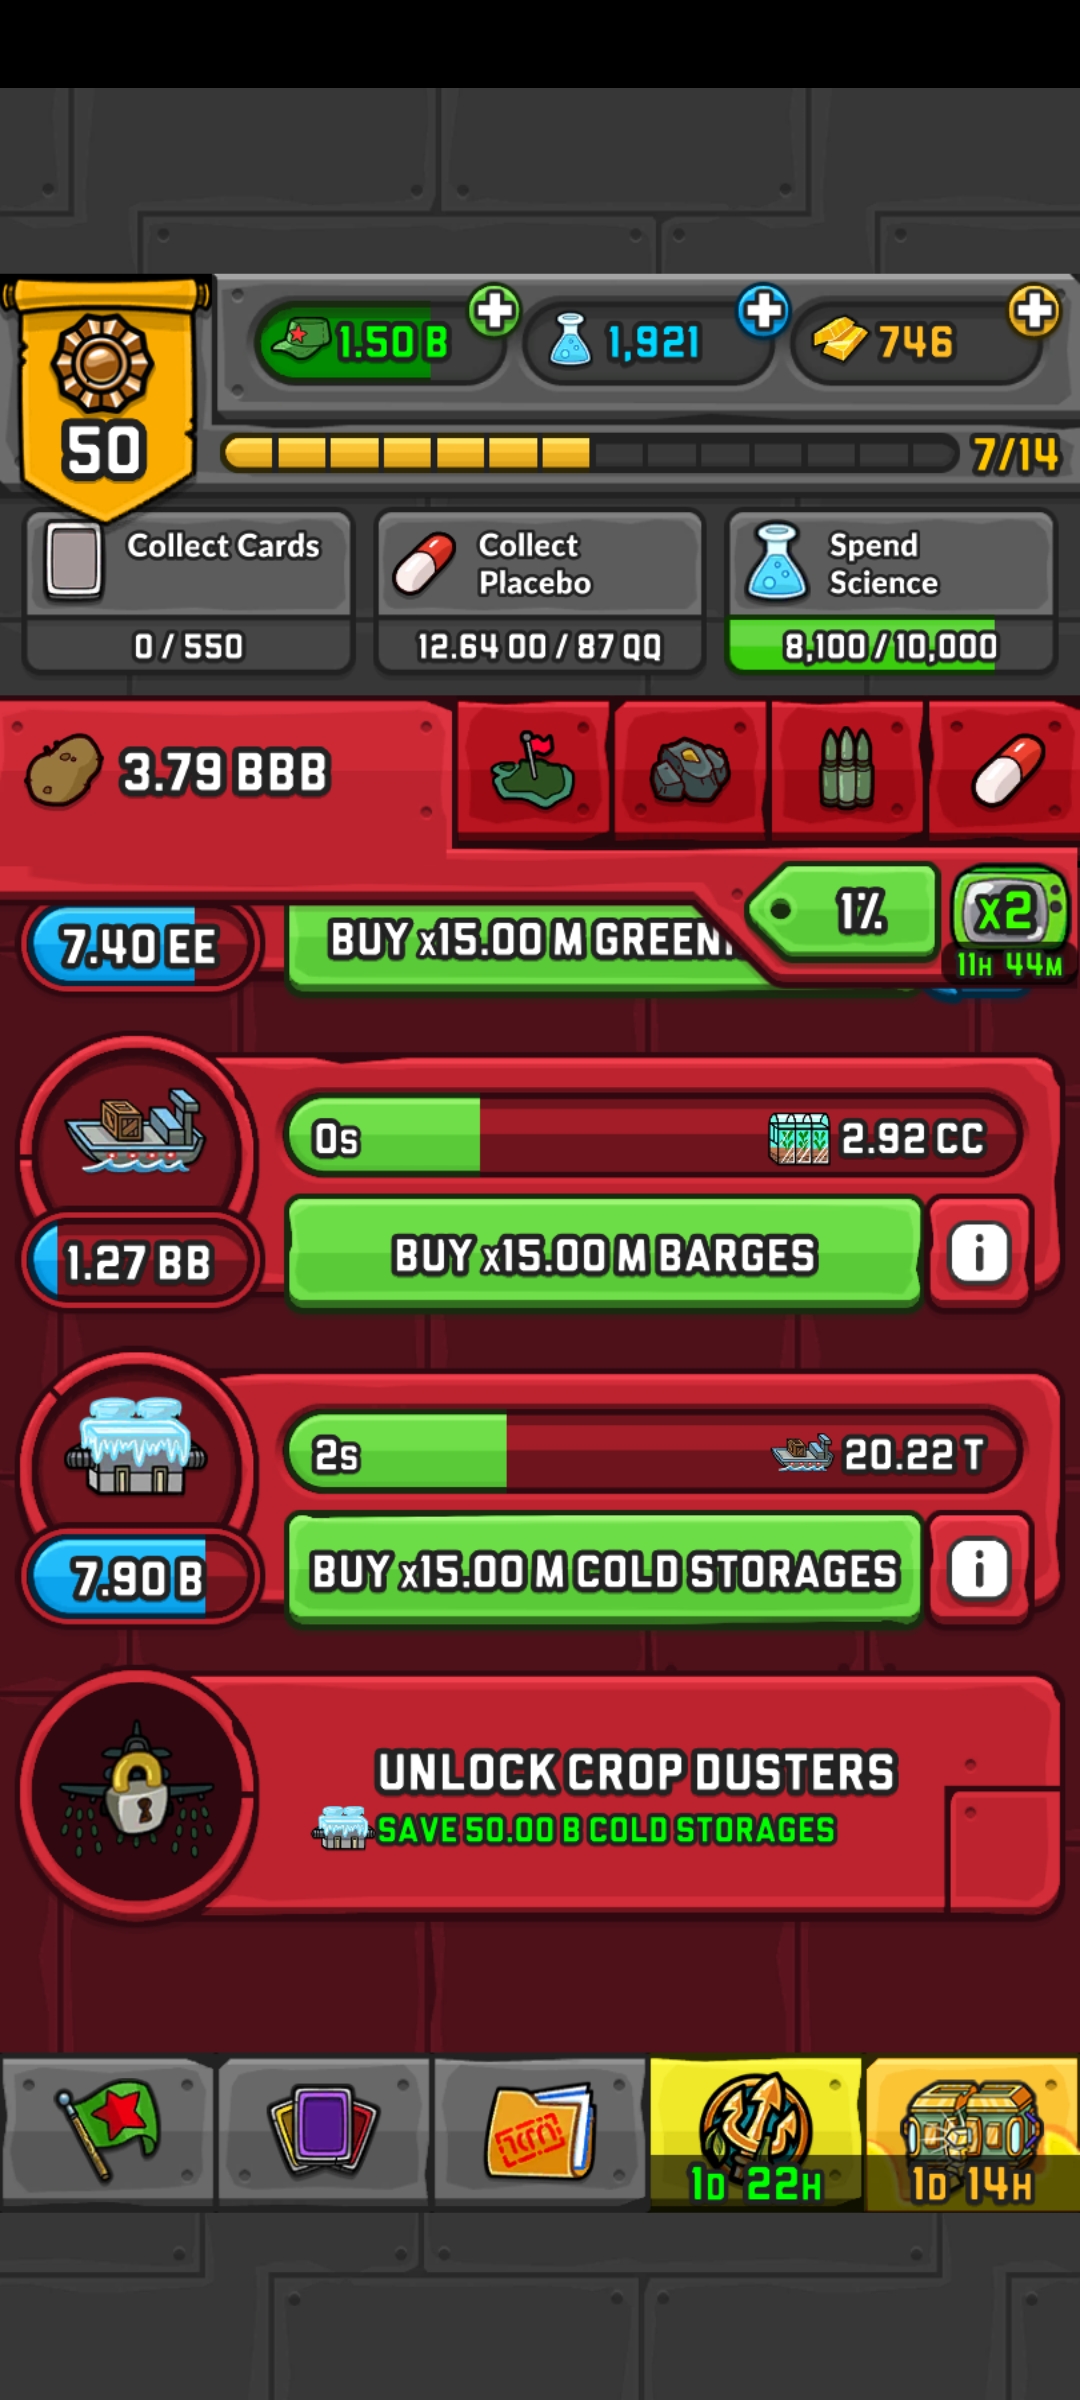 50
1.50 B
1,921
746
7/14
Collect Cards
0 / 550
Collect
Placebo
12.64 OO / 87 QQ
Spend
Science
8,100 / 10,000
3.79 BBB
1%
x2
11H 44M
7.40 EE
BUY x15.00 M
0s
2.92 CC
1.27 BB
BUY x15.00 M BARGES
i
2s
20.22 T
7.90 B
BUY x15.00 M COLD STORAGES
i
UNLOCK CROP DUSTERS
SAVE 50.00 B COLD STORAGES
1D 22H
1D 14H